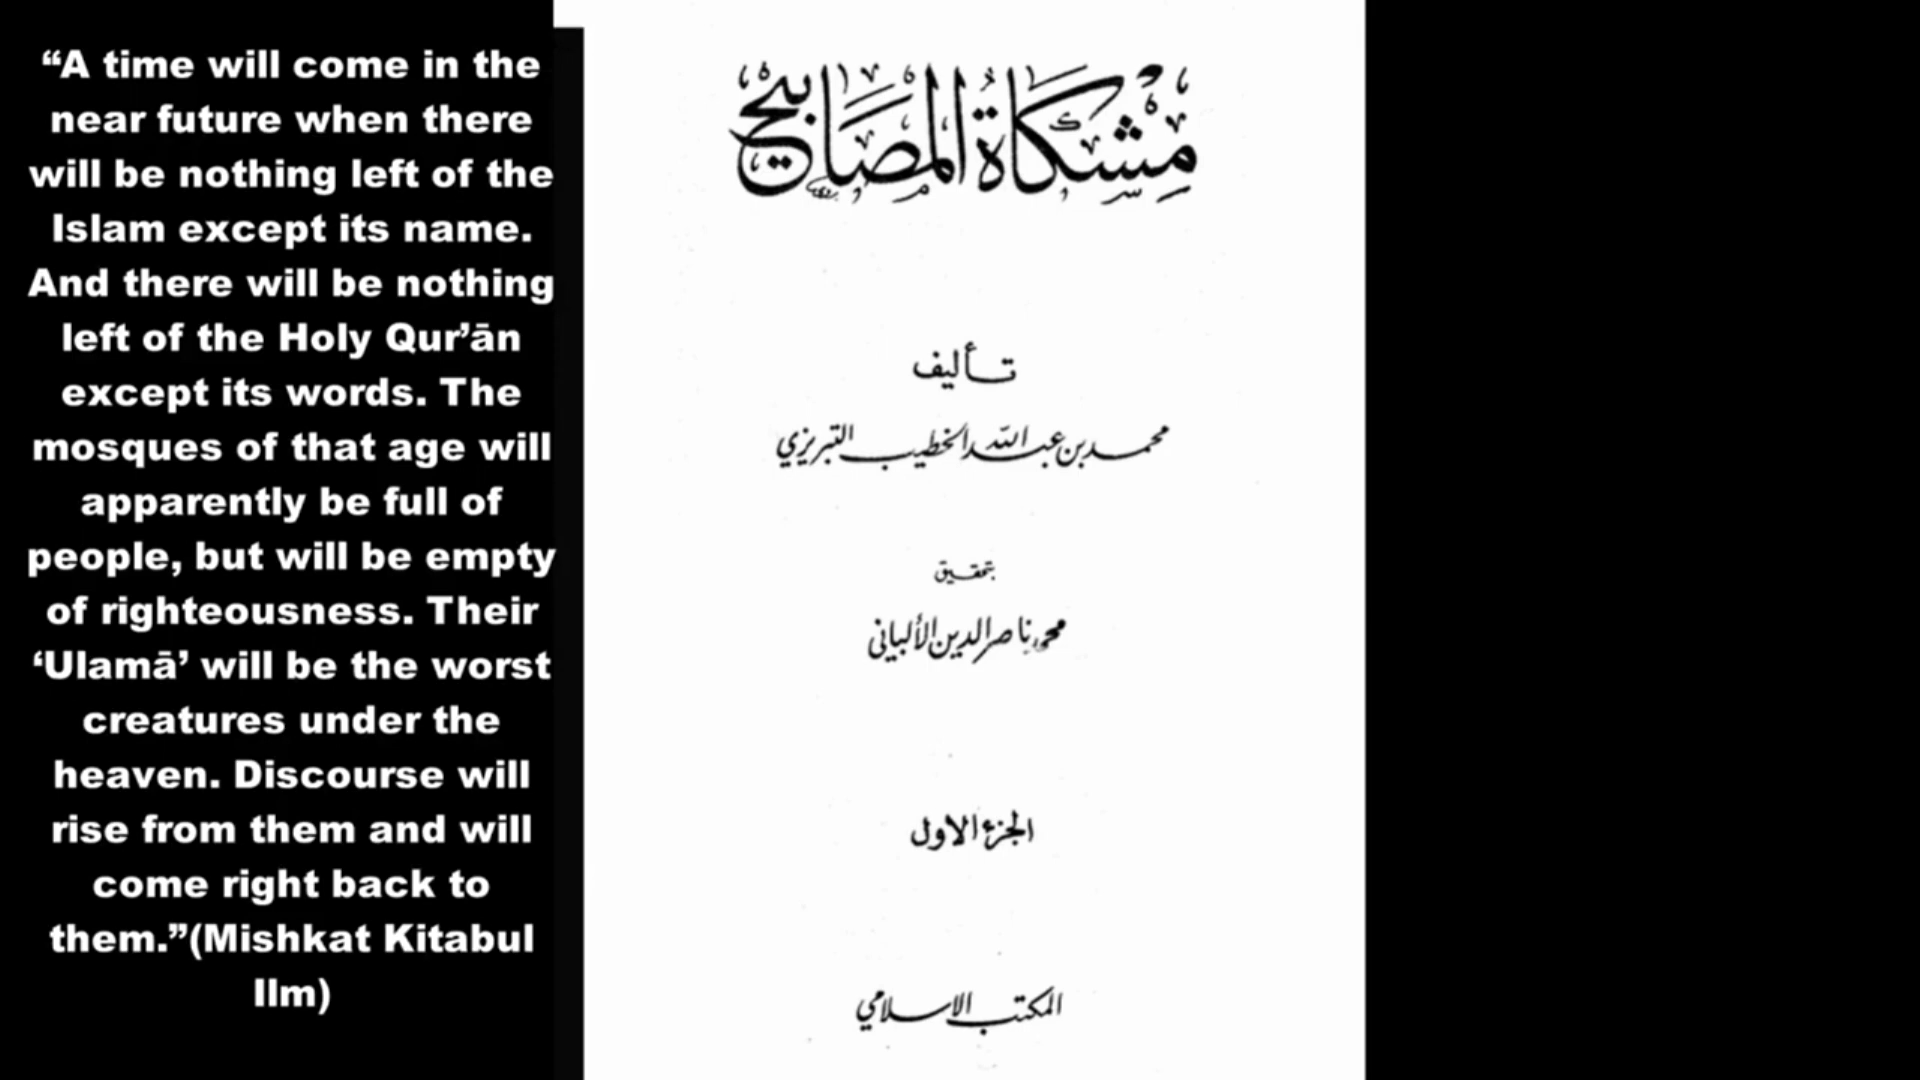 “A time will come in the
near future when there
will be nothing left of the
Islam except its name.
And there will be nothing
left of the Holy Qur’ān
except its words. The
mosques of that age will
apparently be full of
people, but will be empty
of righteousness. Their
‘Ulamā’ will be the worst
creatures under the
heaven. Discourse will
rise from them and will
come right back to
them.”(Mishkat Kitabul
Ilm)
مِشْكَاةُ المَصَابِيْح
تأليف
محمد بن عبد الله الخطيب التبريزي
بتحقيق
محمد ناصر الدين الألباني
الجزء الاول
المكتب الاسلامي